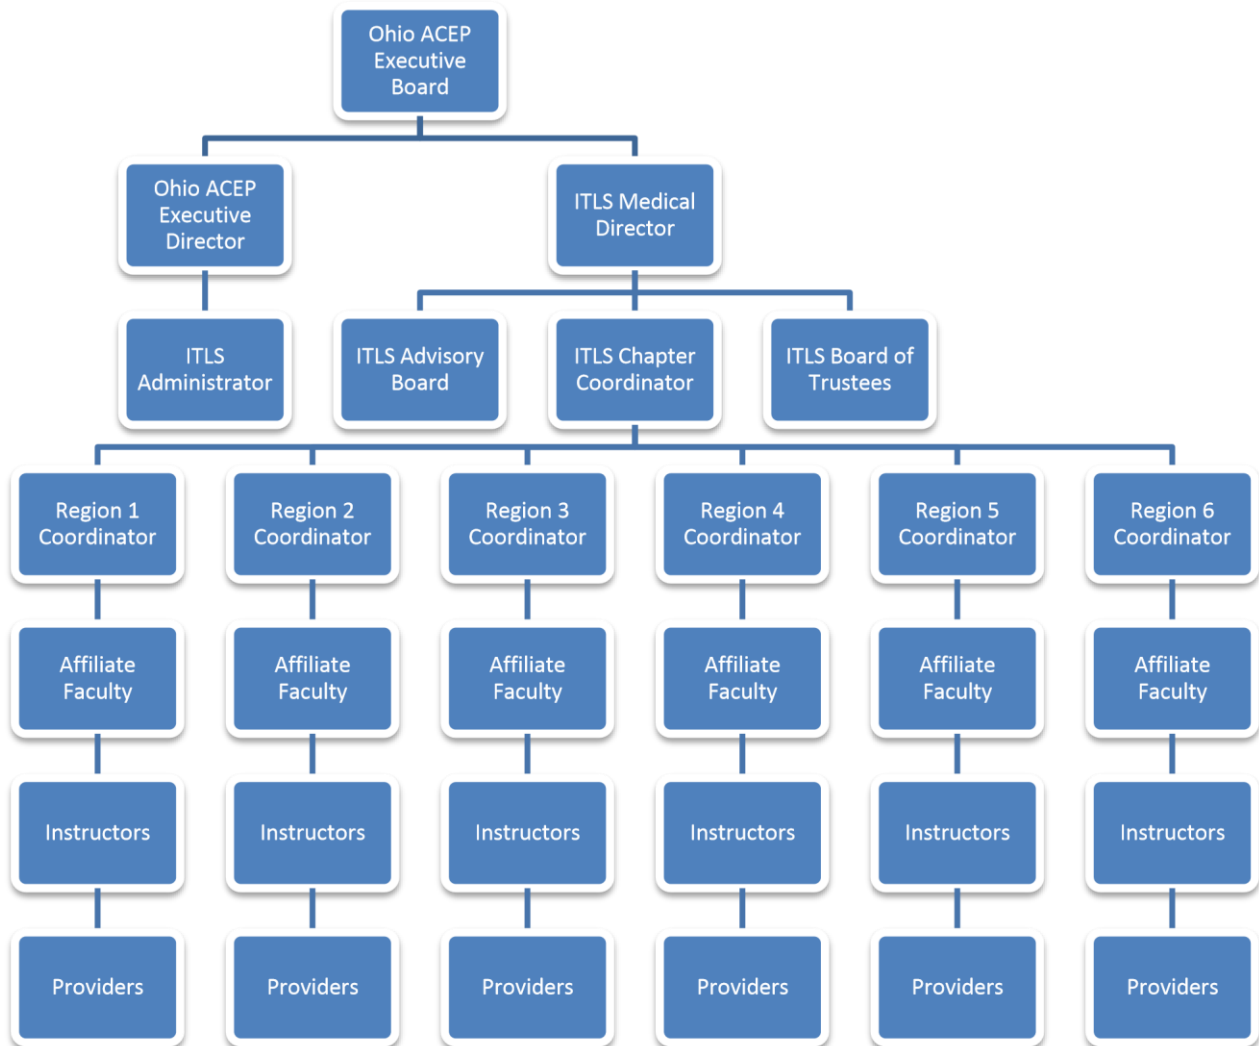 Ohio ACEP
Executive
Board
Ohio ACEP
Executive
Director
ITLS Medical
Director
ITLS
Administrator
ITLS Advisory
Board
ITLS Chapter
Coordinator
ITLS Board of
Trustees
Region 1
Coordinator
Region 2
Coordinator
Region 3
Coordinator
Region 4
Coordinator
Region 5
Coordinator
Region 6
Coordinator
Affiliate
Faculty
Affiliate
Faculty
Affiliate
Faculty
Affiliate
Faculty
Affiliate
Faculty
Affiliate
Faculty
Instructors
Instructors
Instructors
Instructors
Instructors
Instructors
Providers
Providers
Providers
Providers
Providers
Providers